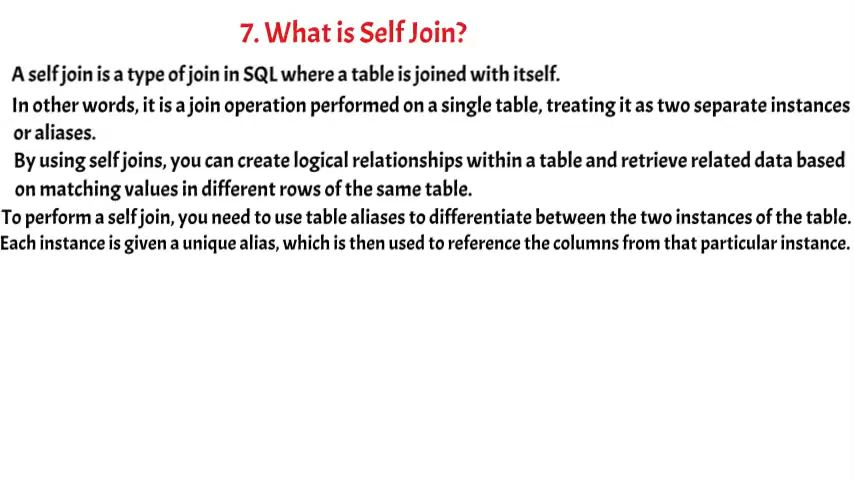 7. What is Self Join?
A self join is a type of join in SQL where a table is joined with itself.
In other words, it is a join operation performed on a single table, treating it as two separate instances
or aliases.
By using self joins, you can create logical relationships within a table and retrieve related data based
on matching values in different rows of the same table.
To perform a self join, you need to use table aliases to differentiate between the two instances of the table.
Each instance is given a unique alias, which is then used to reference the columns from that particular instance.